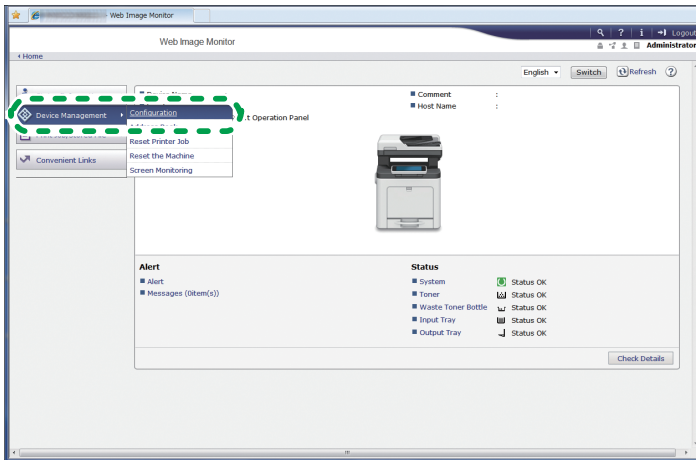 Web Image Monitor
Logout
Web Image Monitor
Administrator
Home
English Switch Refresh
Device Name Comment :
Host Name :
Device Management Configuration
t Operation Panel
Reset Printer Job
Convenient Links Reset the Machine
Screen Monitoring
Alert Status
Alert System Status OK
Messages (0item(s)) Toner Status OK
Waste Toner Bottle Status OK
Input Tray Status OK
Output Tray Status OK
Check Details